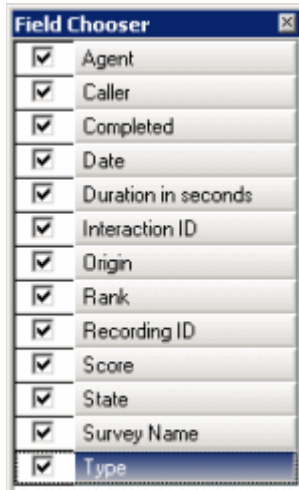 Field Chooser
Agent
Caller
Completed
Date
Duration in seconds
Interaction ID
Origin
Rank
Recording ID
Score
State
Survey Name
Type